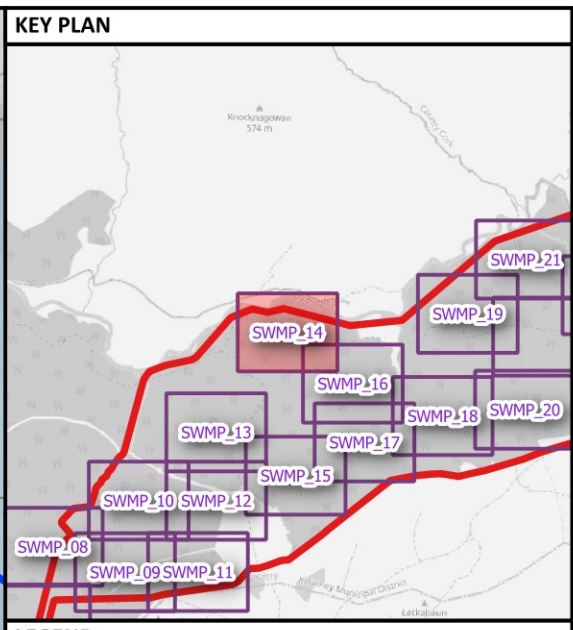 KEY PLAN
Knocknagowan
574 m
County Cork
SWMP_21
SWMP_19
SWMP_14
SWMP_16
SWMP_18
SWMP_20
SWMP_13
SWMP_17
SWMP_15
SWMP_10
SWMP_12
SWMP_08
SWMP_09
SWMP_11
Killarney Municipal District
Lackabaun
LEGEND